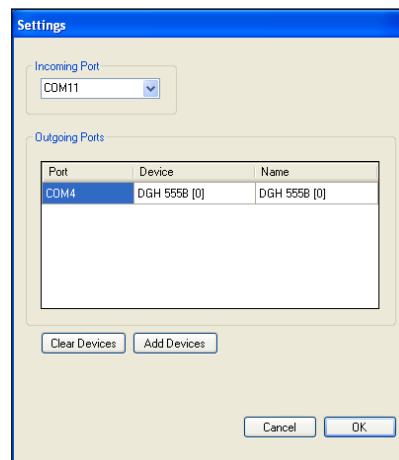 Settings
Incoming Port
COM11
Outgoing Ports
Port Device Name
COM4 DGH 555B [0] DGH 555B [0]
Clear Devices Add Devices
Cancel OK